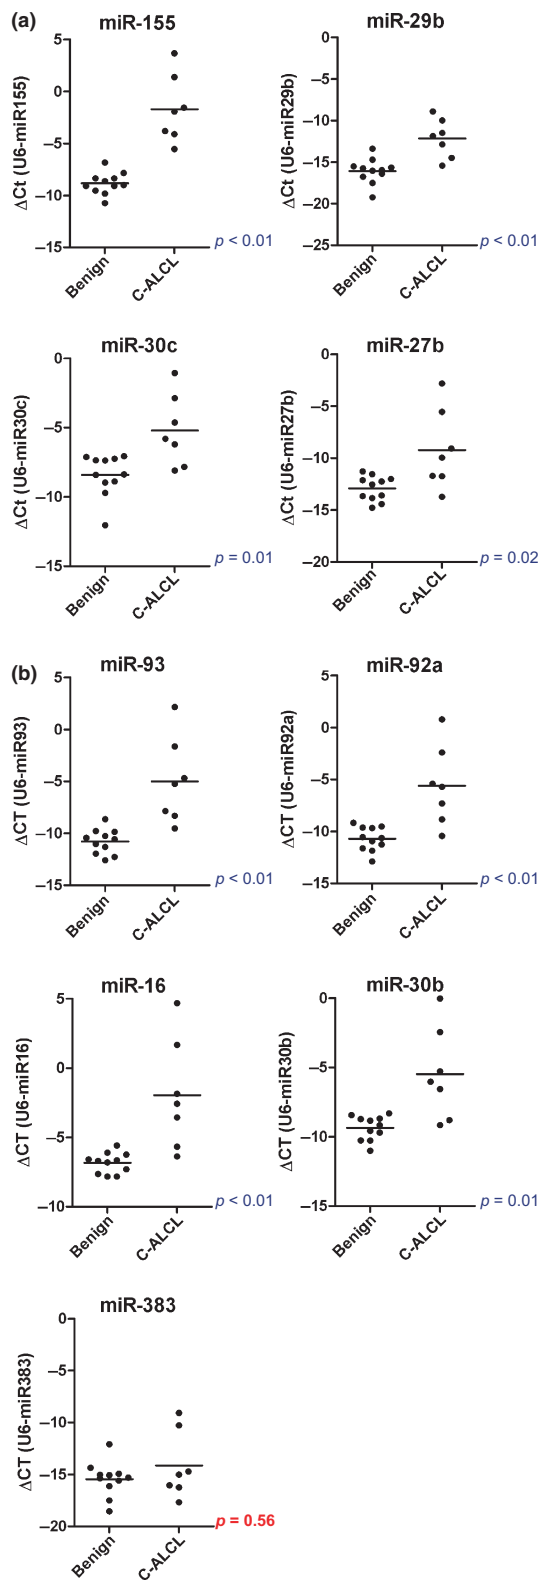 (a)
miR-155
5
0
–5
–10
–15
ΔCt (U6-miR155)
Benign
C-ALCL
p < 0.01
miR-29b
0
–5
–10
–15
–20
–25
ΔCt (U6-miR29b)
Benign
C-ALCL
p < 0.01
miR-30c
0
–5
–10
–15
ΔCt (U6-miR30c)
Benign
C-ALCL
p = 0.01
miR-27b
0
–5
–10
–15
–20
ΔCt (U6-miR27b)
Benign
C-ALCL
p = 0.02
(b)
miR-93
5
0
–5
–10
–15
ΔCT (U6-miR93)
Benign
C-ALCL
p < 0.01
miR-92a
5
0
–5
–10
–15
ΔCT (U6-miR92a)
Benign
C-ALCL
p < 0.01
miR-16
5
0
–5
–10
ΔCT (U6-miR16)
Benign
C-ALCL
p < 0.01
miR-30b
0
–5
–10
–15
ΔCT (U6-miR30b)
Benign
C-ALCL
p = 0.01
miR-383
0
–5
–10
–15
–20
ΔCT (U6-miR383)
Benign
C-ALCL
p = 0.56